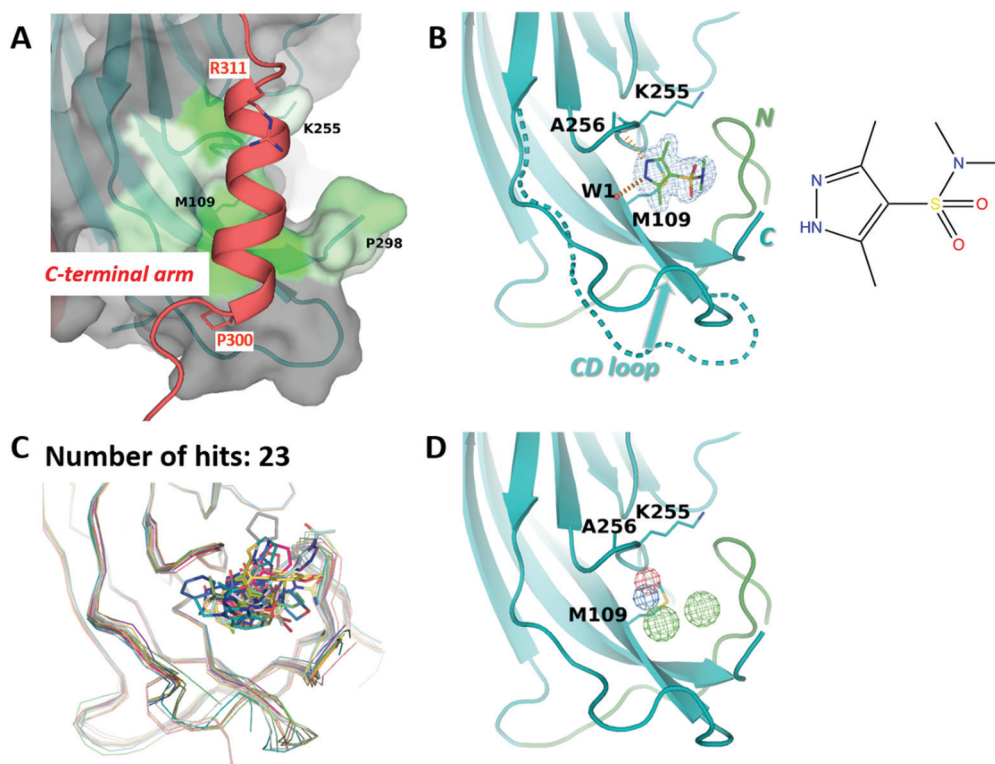 A
R311
K255
M109
P298
C-terminal arm
P300
B
K255
A256
N
W1
M109
C
CD loop
N
N
HN
S
O
O
C Number of hits: 23
D
K255
A256
M109